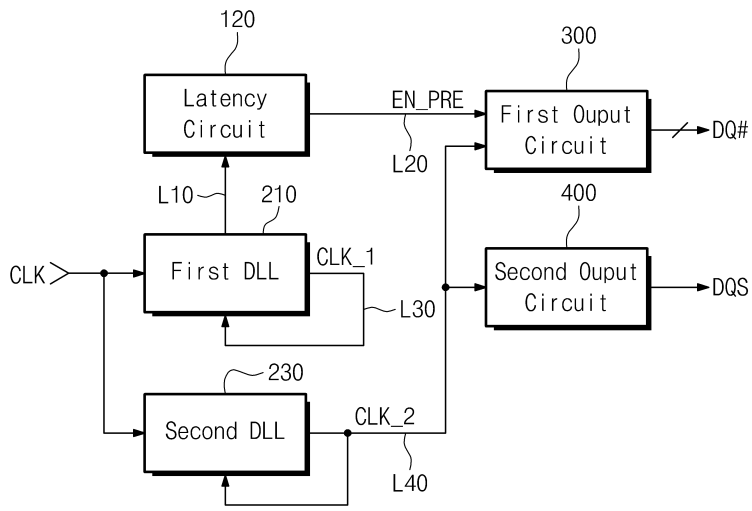 120
Latency
Circuit
EN_PRE
L20
300
First Ouput
Circuit
DQ#
L10
210
CLK
First DLL
CLK_1
L30
400
Second Ouput
Circuit
DQS
230
Second DLL
CLK_2
L40